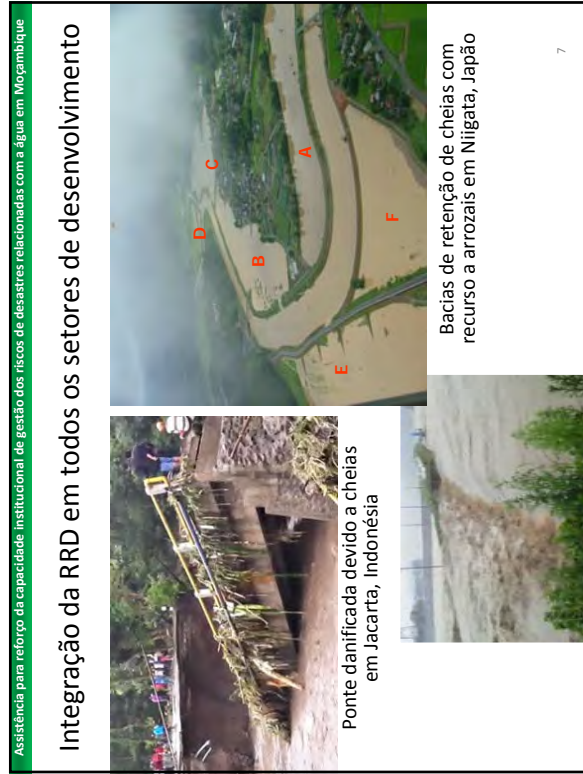 Assistência para reforço da capacidade institucional de gestão dos riscos de desastres relacionadas com a água em Moçambique
Integração da RRD em todos os setores de desenvolvimento
D
C
A
B
E
F
Ponte danificada devido a cheias
em Jacarta, Indonésia
Bacias de retenção de cheias com
recurso a arrozais em Niigata, Japão
7